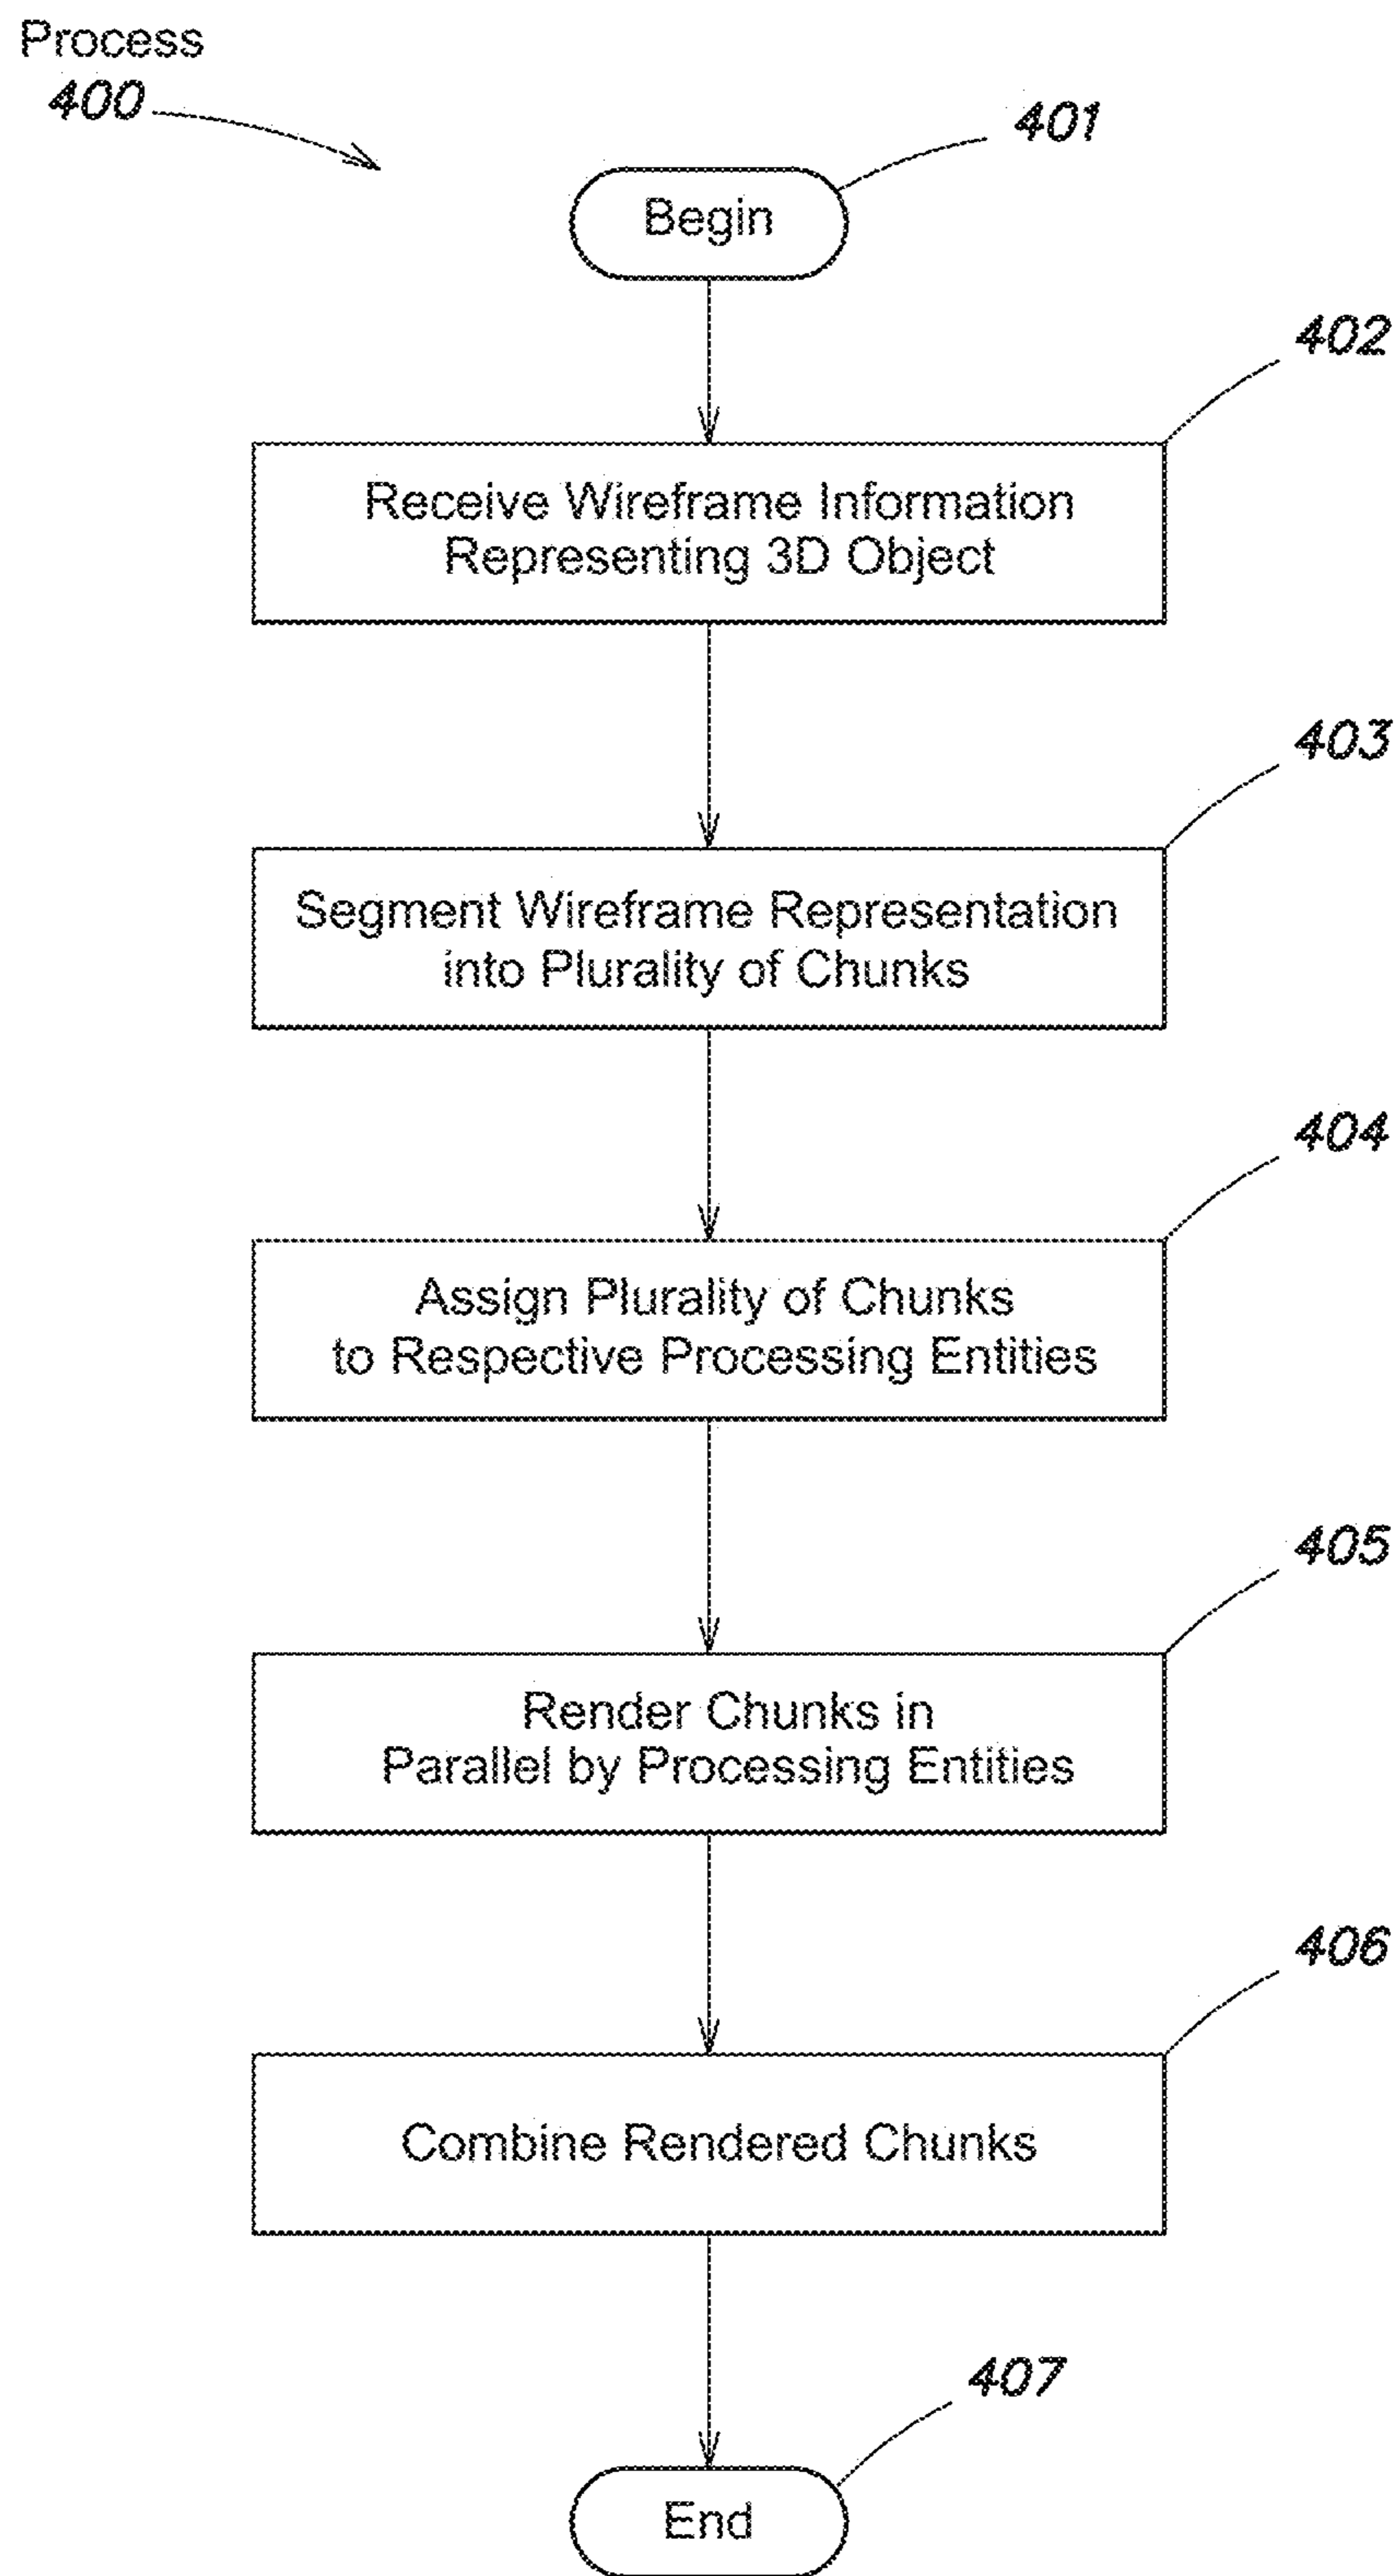 Process
400
401
Begin
402
Receive Wireframe Information
Representing 3D Object
403
Segment Wireframe Representation
into Plurality of Chunks
404
Assign Plurality of Chunks
to Respective Processing Entities
405
Render Chunks in
Parallel by Processing Entities
406
Combine Rendered Chunks
407
End